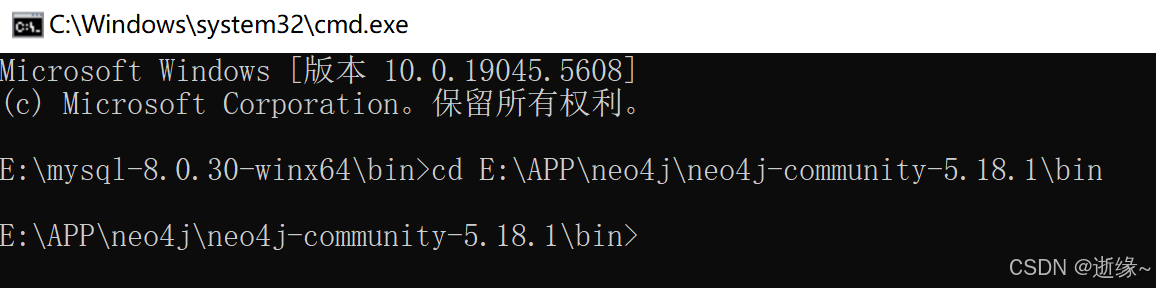 C:\Windows\system32\cmd.exe
Microsoft Windows [版本 10.0.19045.5608]
(c) Microsoft Corporation。保留所有权利。
E:\mysql-8.0.30-winx64\bin>cd E:\APP\neo4j\neo4j-community-5.18.1\bin
E:\APP\neo4j\neo4j-community-5.18.1\bin>
CSDN @逝缘~